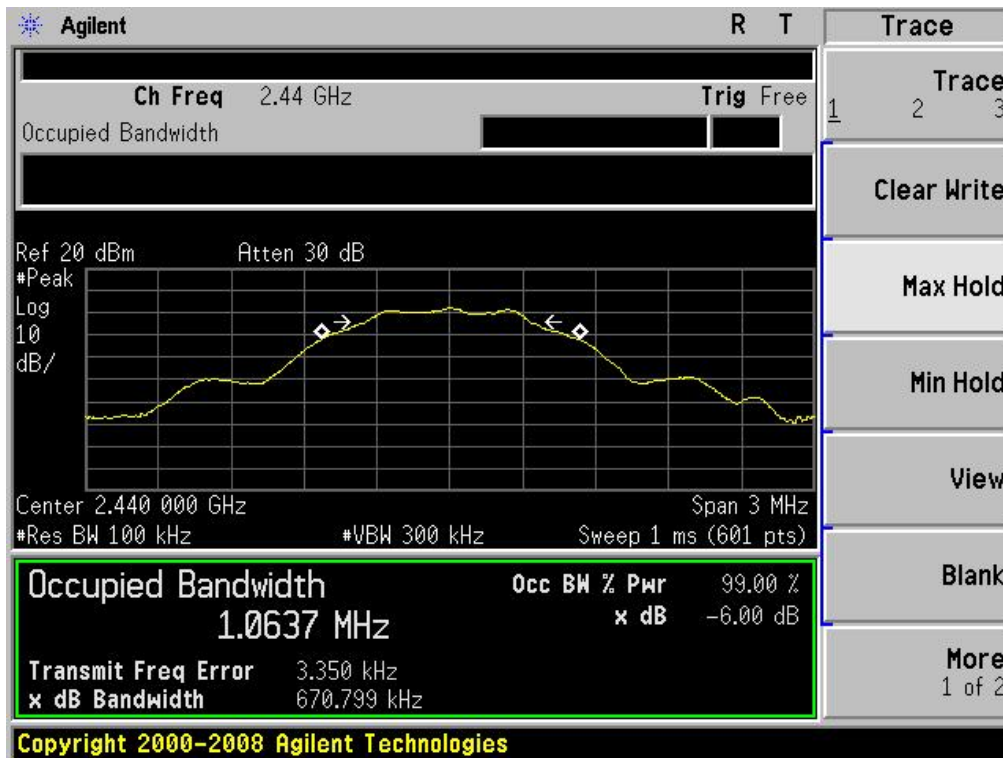 Agilent R T Trace
Ch Freq 2.44 GHz Trig Free
Occupied Bandwidth
Trace
1 2 3
Clear Write
Max Hold
Min Hold
View
Blank
More
1 of 2
Ref 20 dBm Atten 30 dB
#Peak
Log
10
dB/
Center 2.440 000 GHz Span 3 MHz
#Res BW 100 kHz #VBW 300 kHz Sweep 1 ms (601 pts)
Occupied Bandwidth Occ BW % Pwr 99.00 %
1.0637 MHz x dB -6.00 dB
Transmit Freq Error 3.350 kHz
x dB Bandwidth 670.799 kHz
Copyright 2000-2008 Agilent Technologies